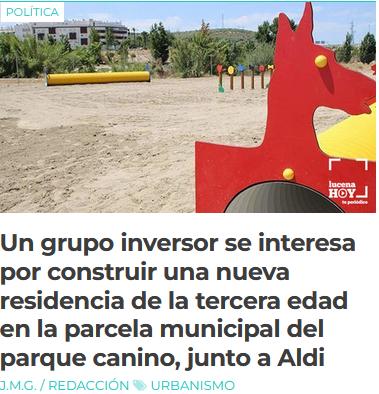 POLÍTICA
lucena
HOY
tu periódico
Un grupo inversor se interesa
por construir una nueva
residencia de la tercera edad
en la parcela municipal del
parque canino, junto a Aldi
J.M.G. / REDACCIÓN URBANISMO